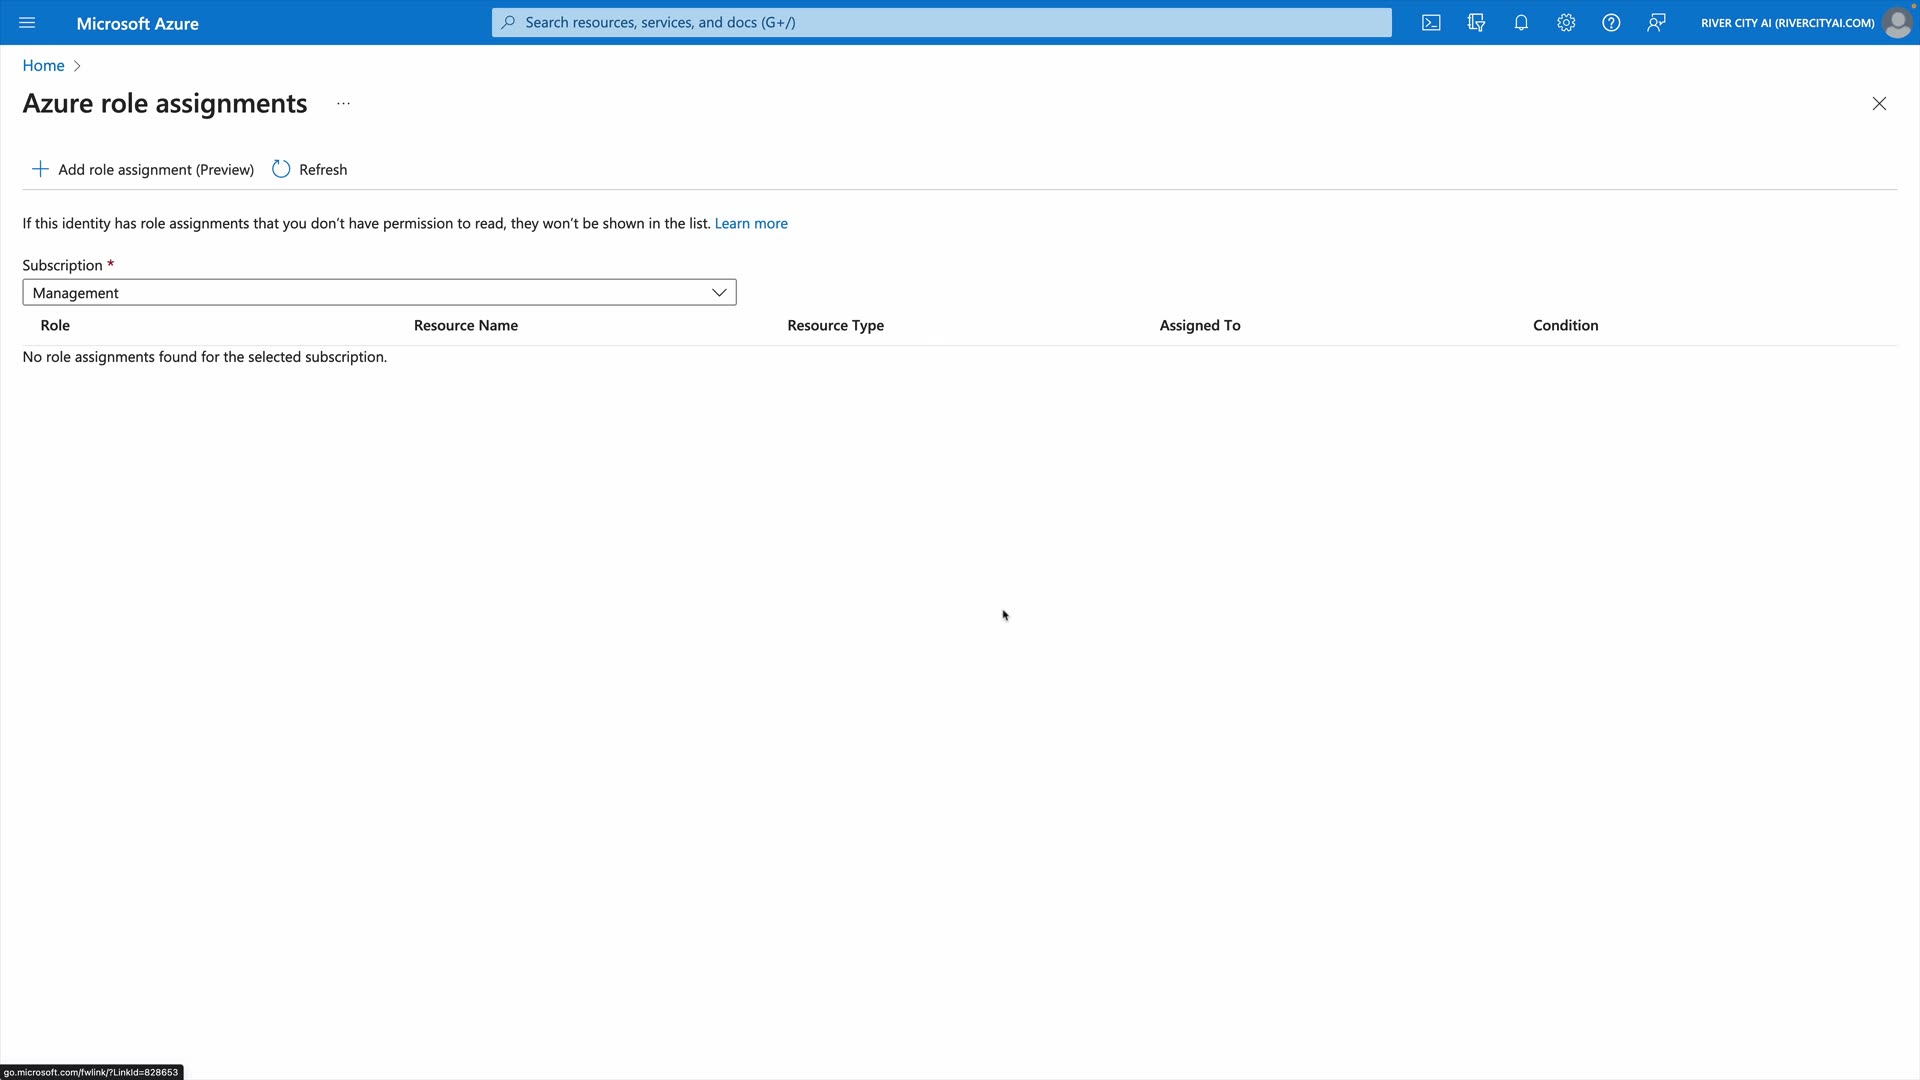 Microsoft Azure
Search resources, services, and docs (G+/)
RIVER CITY AI (RIVERCITYAI.COM)
Home
Azure role assignments
Add role assignment (Preview)
Refresh
If this identity has role assignments that you don't have permission to read, they won't be shown in the list. Learn more
Subscription *
Management
Role Resource Name Resource Type Assigned To Condition
No role assignments found for the selected subscription.
go.microsoft.com/fwlink/?LinkId=828653